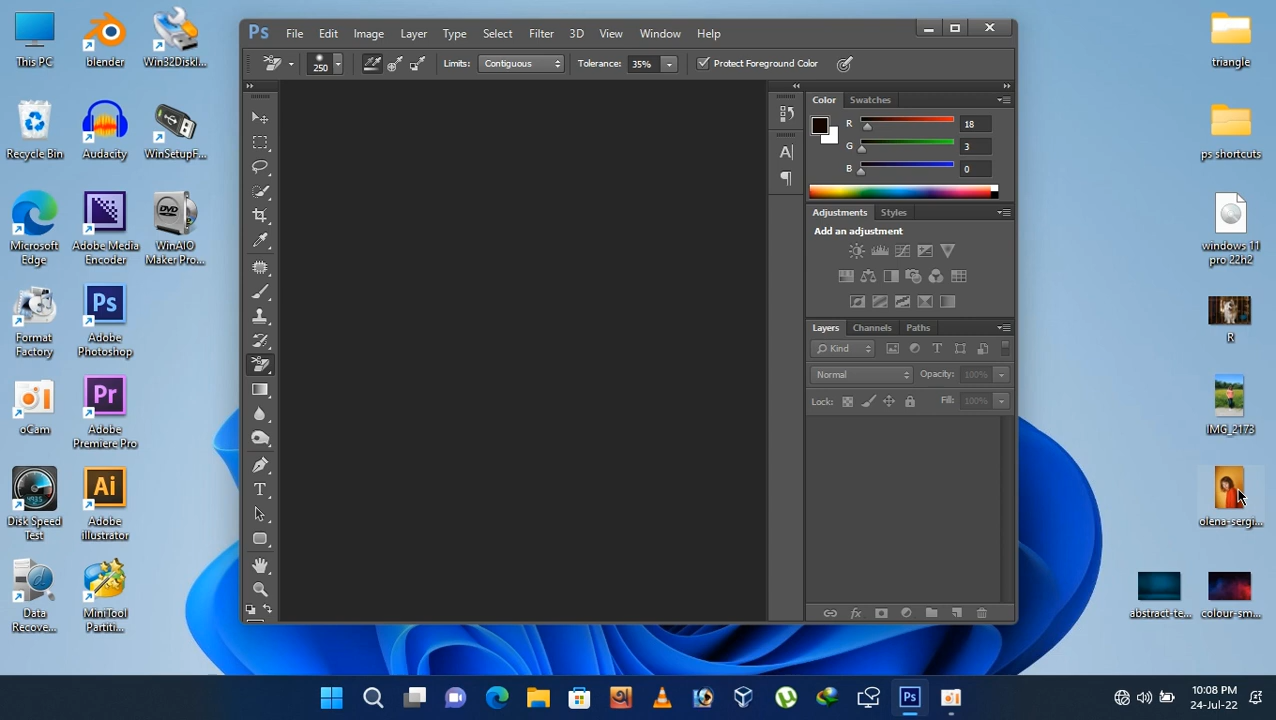 This PC
blender
Win32DiskI...
Recycle Bin
Audacity
WinSetupF...
Microsoft Edge
Adobe Media Encoder
WinAIO Maker Pro...
Format Factory
Adobe Photoshop
oCam
Adobe Premiere Pro
Disk Speed Test
Adobe illustrator
Data Recove...
MiniTool Partiti...
Ps File Edit Image Layer Type Select Filter 3D View Window Help
250 Limits: Contiguous Tolerance: 35% Protect Foreground Color
Color Swatches
R 18
G 3
B 0
Adjustments Styles
Add an adjustment
Layers Channels Paths
Kind
Normal Opacity: 100%
Lock: Fill: 100%
triangle
ps shortcuts
windows 11 pro 22h2
R
IMG_2173
olena-sergi...
abstract-te...
colour-sm...
10:08 PM
24-Jul-22